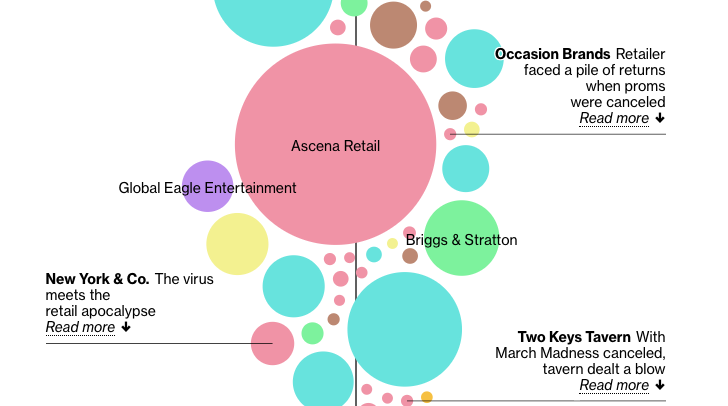 Occasion Brands Retailer
faced a pile of returns
when proms
were canceled
Read more ↓
Ascena Retail
Global Eagle Entertainment
Briggs & Stratton
New York & Co. The virus
meets the
retail apocalypse
Read more ↓
Two Keys Tavern With
March Madness canceled,
tavern dealt a blow
Read more ↓